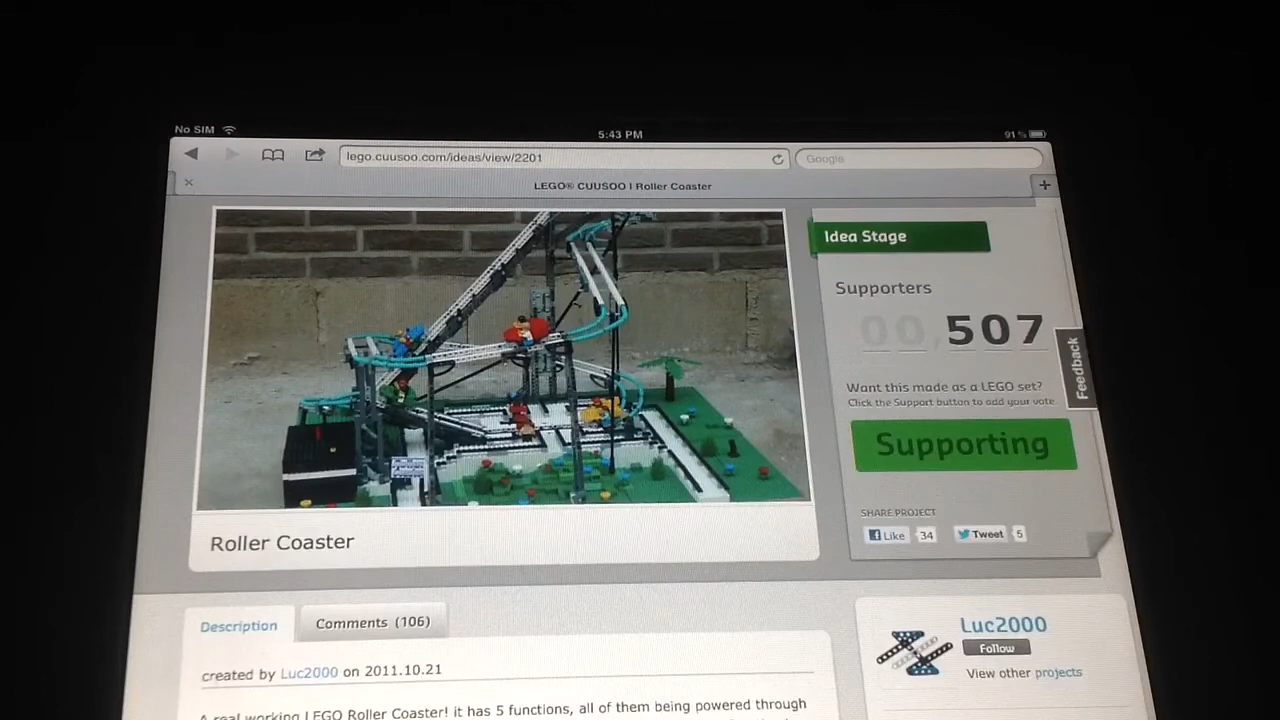 No SIM
5:43 PM
91%
lego.cuusoo.com/ideas/view/2201
Google
LEGO® CUUSOO | Roller Coaster
Idea Stage
Supporters
00,507
Want this made as a LEGO set?
Click the Support button to add your vote.
Supporting
Feedback
SHARE PROJECT
Like 34
Tweet 5
Roller Coaster
Description
Comments (106)
created by Luc2000 on 2011.10.21
A real working LEGO Roller Coaster! it has 5 functions, all of them being powered through
Luc2000
Follow
View other projects